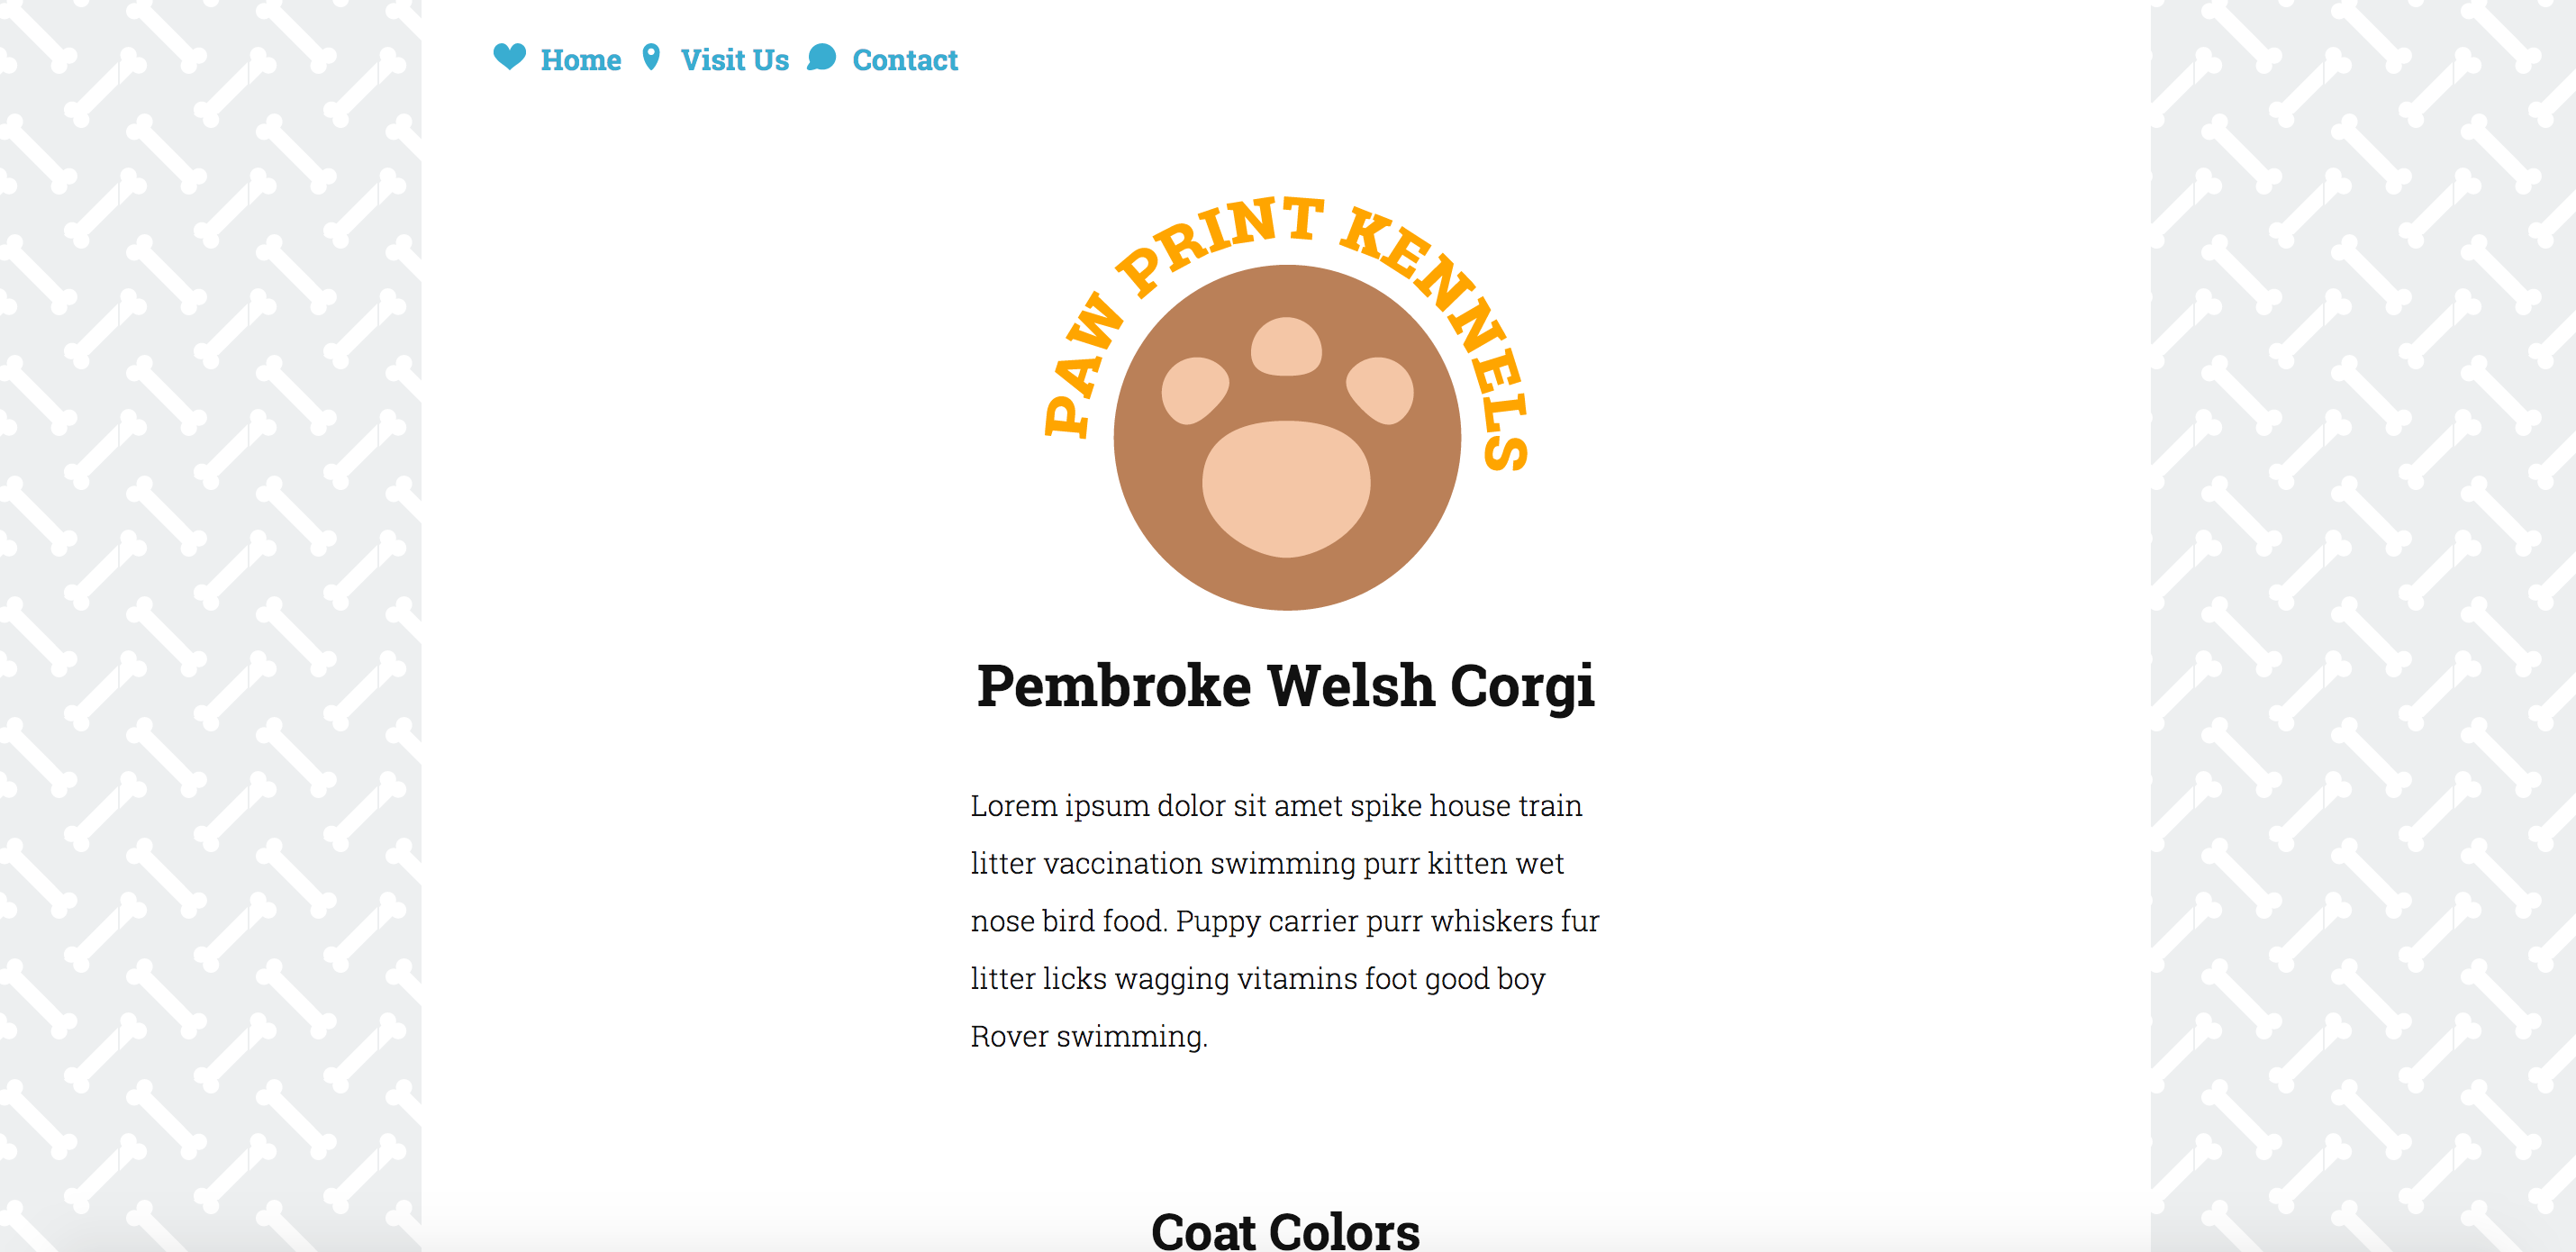 Home Visit Us Contact
PAW PRINT KENNELS
Pembroke Welsh Corgi
Lorem ipsum dolor sit amet spike house train
litter vaccination swimming purr kitten wet
nose bird food. Puppy carrier purr whiskers fur
litter licks wagging vitamins foot good boy
Rover swimming.
Coat Colors